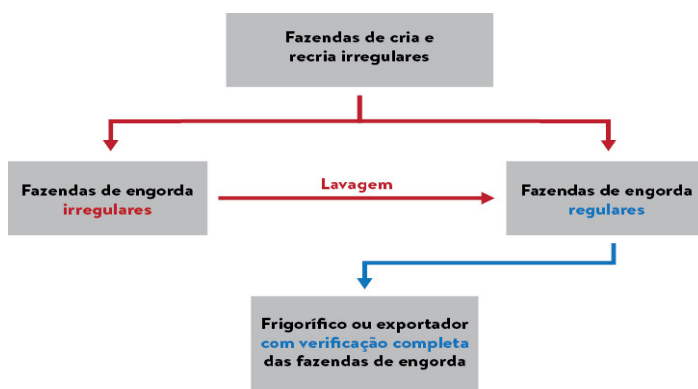 Fazendas de cria e
recria irregulares
Fazendas de engorda
irregulares
Lavagem
Fazendas de engorda
regulares
Frigorífico ou exportador
com verificação completa
das fazendas de engorda